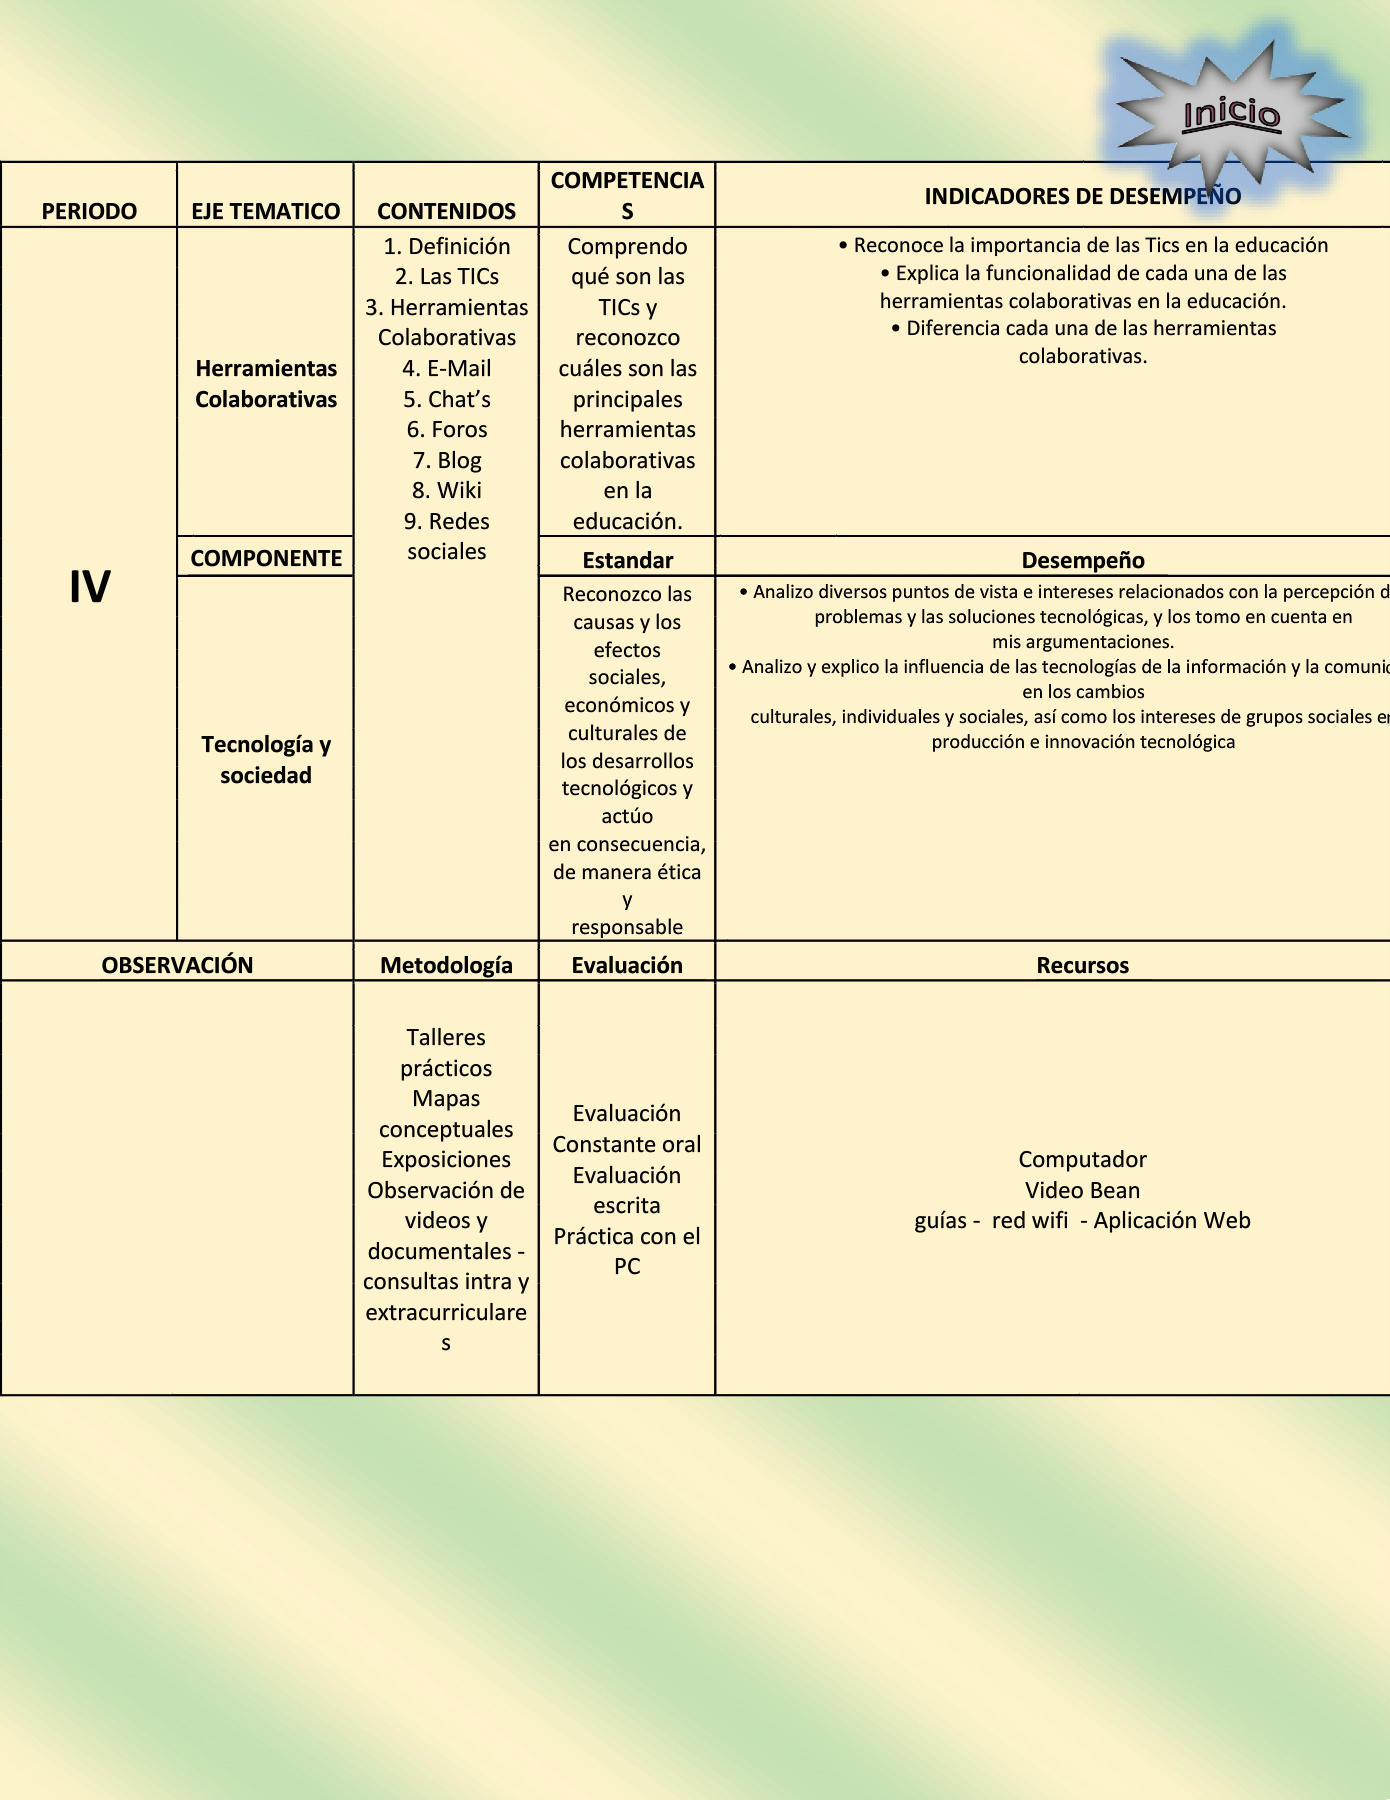 Inicio
PERIODO
EJE TEMATICO
CONTENIDOS
COMPETENCIA
S
INDICADORES DE DESEMPEÑO
IV
Herramientas
Colaborativas
1. Definición
2. Las TICs
3. Herramientas
Colaborativas
4. E-Mail
5. Chat’s
6. Foros
7. Blog
8. Wiki
9. Redes
sociales
Comprendo
qué son las
TICs y
reconozco
cuáles son las
principales
herramientas
colaborativas
en la
educación.
• Reconoce la importancia de las Tics en la educación
• Explica la funcionalidad de cada una de las
herramientas colaborativas en la educación.
• Diferencia cada una de las herramientas
colaborativas.
COMPONENTE
Estandar
Desempeño
Tecnología y
sociedad
Reconozco las
causas y los
efectos
sociales,
económicos y
culturales de
los desarrollos
tecnológicos y
actúo
en consecuencia,
de manera ética
y
responsable
• Analizo diversos puntos de vista e intereses relacionados con la percepción
problemas y las soluciones tecnológicas, y los tomo en cuenta en
mis argumentaciones.
• Analizo y explico la influencia de las tecnologías de la información y la
en los cambios
culturales, individuales y sociales, así como los intereses de grupos sociales
producción e innovación tecnológica
OBSERVACIÓN
Metodología
Evaluación
Recursos
Talleres
prácticos
Mapas
conceptuales
Exposiciones
Observación de
videos y
documentales -
consultas intra y
extracurriculare
s
Evaluación
Constante oral
Evaluación
escrita
Práctica con el
PC
Computador
Video Bean
guías -  red wifi  - Aplicación Web